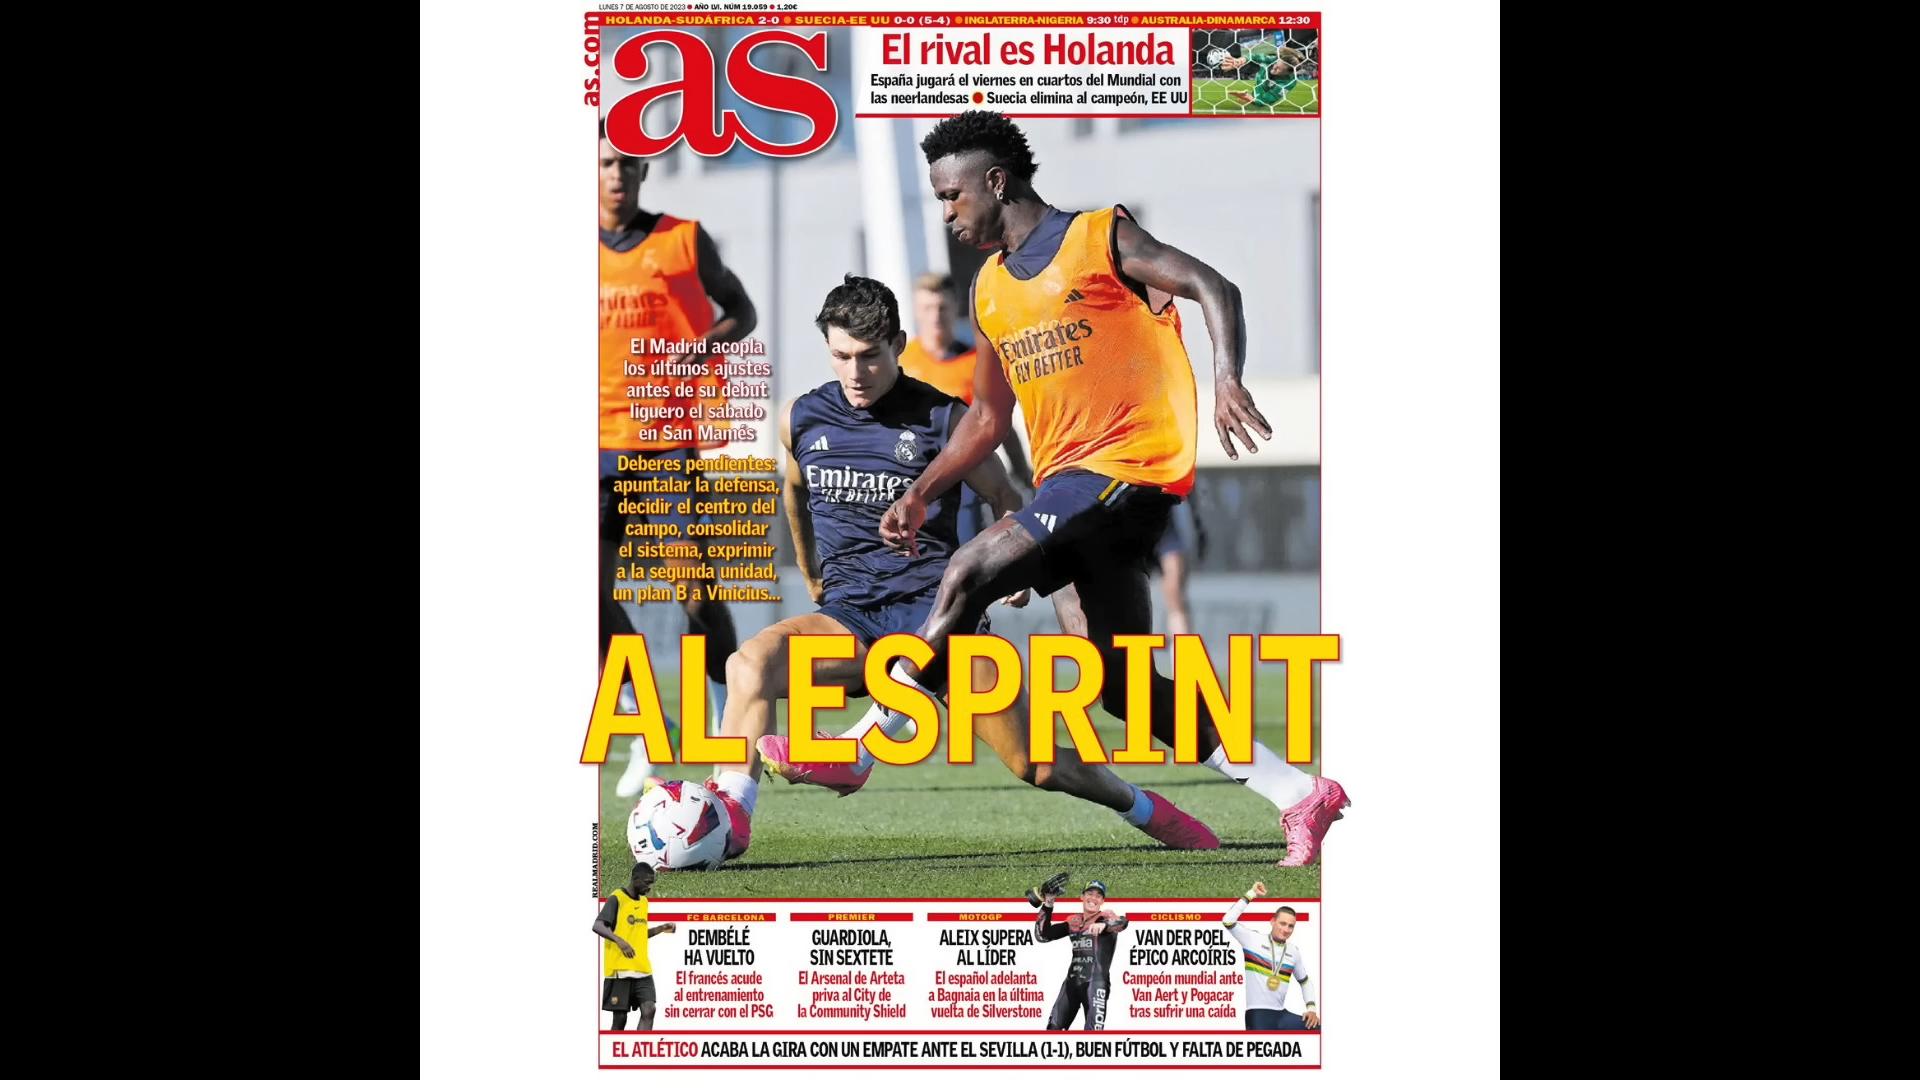 LUNES 7 DE AGOSTO DE 2023 ● AÑO LVI. NÚM 19.059 ● 1,20€
HOLANDA-SUDÁFRICA 2-0 ● SUECIA-EE UU 0-0 (5-4) ● INGLATERRA-NIGERIA 9:30 tdp ● AUSTRALIA-DINAMARCA 12:30
as.com
as
El rival es Holanda
España jugará el viernes en cuartos del Mundial con
las neerlandesas ● Suecia elimina al campeón, EE UU
Emirates
FLY BETTER
Emirates
FLY BETTER
El Madrid acopla
los últimos ajustes
antes de su debut
liguero el sábado
en San Mamés
Deberes pendientes:
apuntalar la defensa,
decidir el centro del
campo, consolidar
el sistema, exprimir
a la segunda unidad,
un plan B a Vinicius...
AL ESPRINT
REALMADRID.COM
FC BARCELONA
DEMBÉLÉ
HA VUELTO
El francés acude
al entrenamiento
sin cerrar con el PSG
PREMIER
GUARDIOLA,
SIN SEXTETE
El Arsenal de Arteta
priva al City de
la Community Shield
MOTOGP
ALEIX SUPERA
AL LÍDER
El español adelanta
a Bagnaia en la última
vuelta de Silverstone
aprilia
CICLISMO
VAN DER POEL,
ÉPICO ARCOÍRIS
Campeón mundial ante
Van Aert y Pogacar
tras sufrir una caída
EL ATLÉTICO ACABA LA GIRA CON UN EMPATE ANTE EL SEVILLA (1-1), BUEN FÚTBOL Y FALTA DE PEGADA